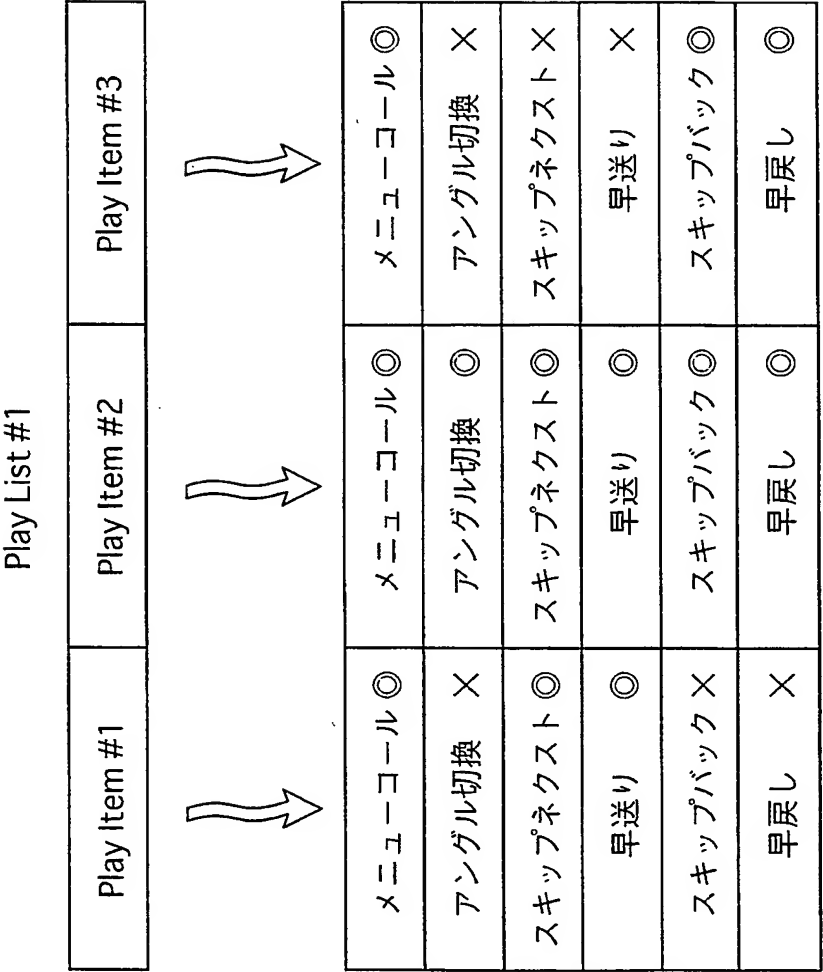 Play List #1
Play Item #1
Play Item #2
Play Item #3
メニューコール ◎
メニューコール ◎
メニューコール ◎
アングル切換 ×
アングル切換 ◎
アングル切換 ×
スキップネクスト ◎
スキップネクスト ◎
スキップネクスト ×
早送り ◎
早送り ◎
早送り ×
スキップバック ×
スキップバック ◎
スキップバック ◎
早戻し ×
早戻し ◎
早戻し ◎